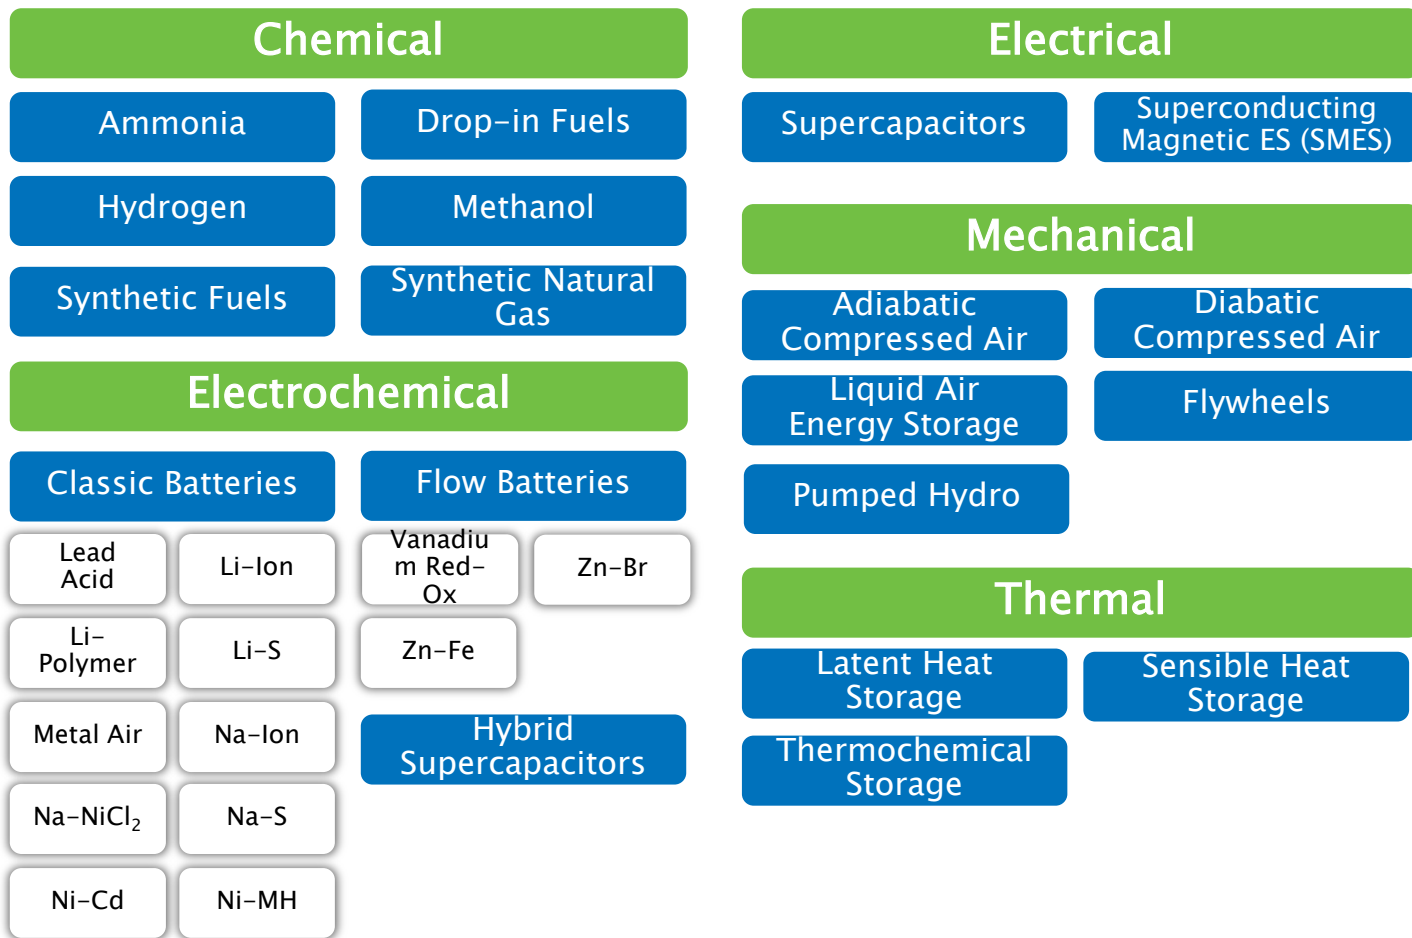 Chemical
Ammonia
Drop-in Fuels
Hydrogen
Methanol
Synthetic Fuels
Synthetic Natural
Gas
Electrochemical
Classic Batteries
Flow Batteries
Lead
Acid
Li-Ion
Vanadiu
m Red-
Ox
Zn-Br
Li-
Polymer
Li-S
Zn-Fe
Metal Air
Na-Ion
Hybrid
Supercapacitors
Na-NiCl₂
Na-S
Ni-Cd
Ni-MH
Electrical
Supercapacitors
Superconducting
Magnetic ES (SMES)
Mechanical
Adiabatic
Compressed Air
Diabatic
Compressed Air
Liquid Air
Energy Storage
Flywheels
Pumped Hydro
Thermal
Latent Heat
Storage
Sensible Heat
Storage
Thermochemical
Storage